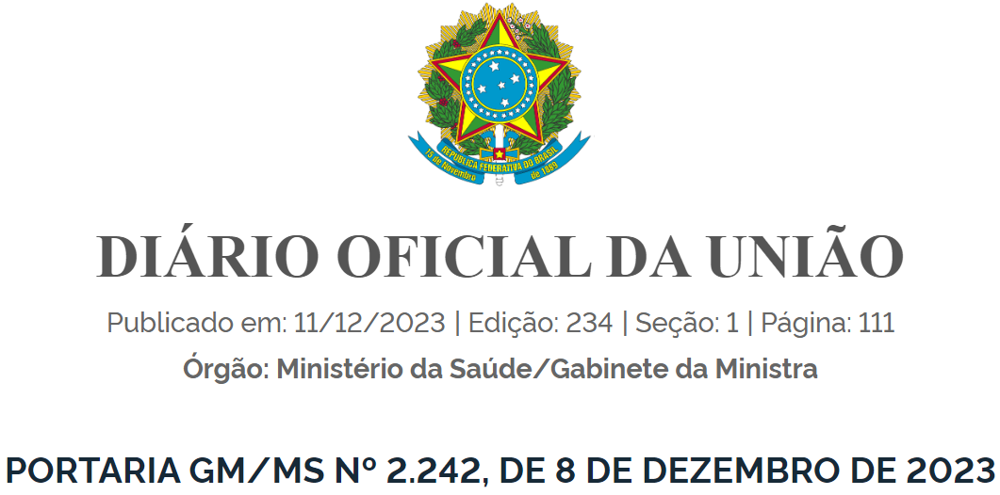 REPÚBLICA FEDERATIVA DO BRASIL
15 de Novembro
de 1889
DIÁRIO OFICIAL DA UNIÃO
Publicado em: 11/12/2023 | Edição: 234 | Seção: 1 | Página: 111
Órgão: Ministério da Saúde/Gabinete da Ministra
PORTARIA GM/MS Nº 2.242, DE 8 DE DEZEMBRO DE 2023